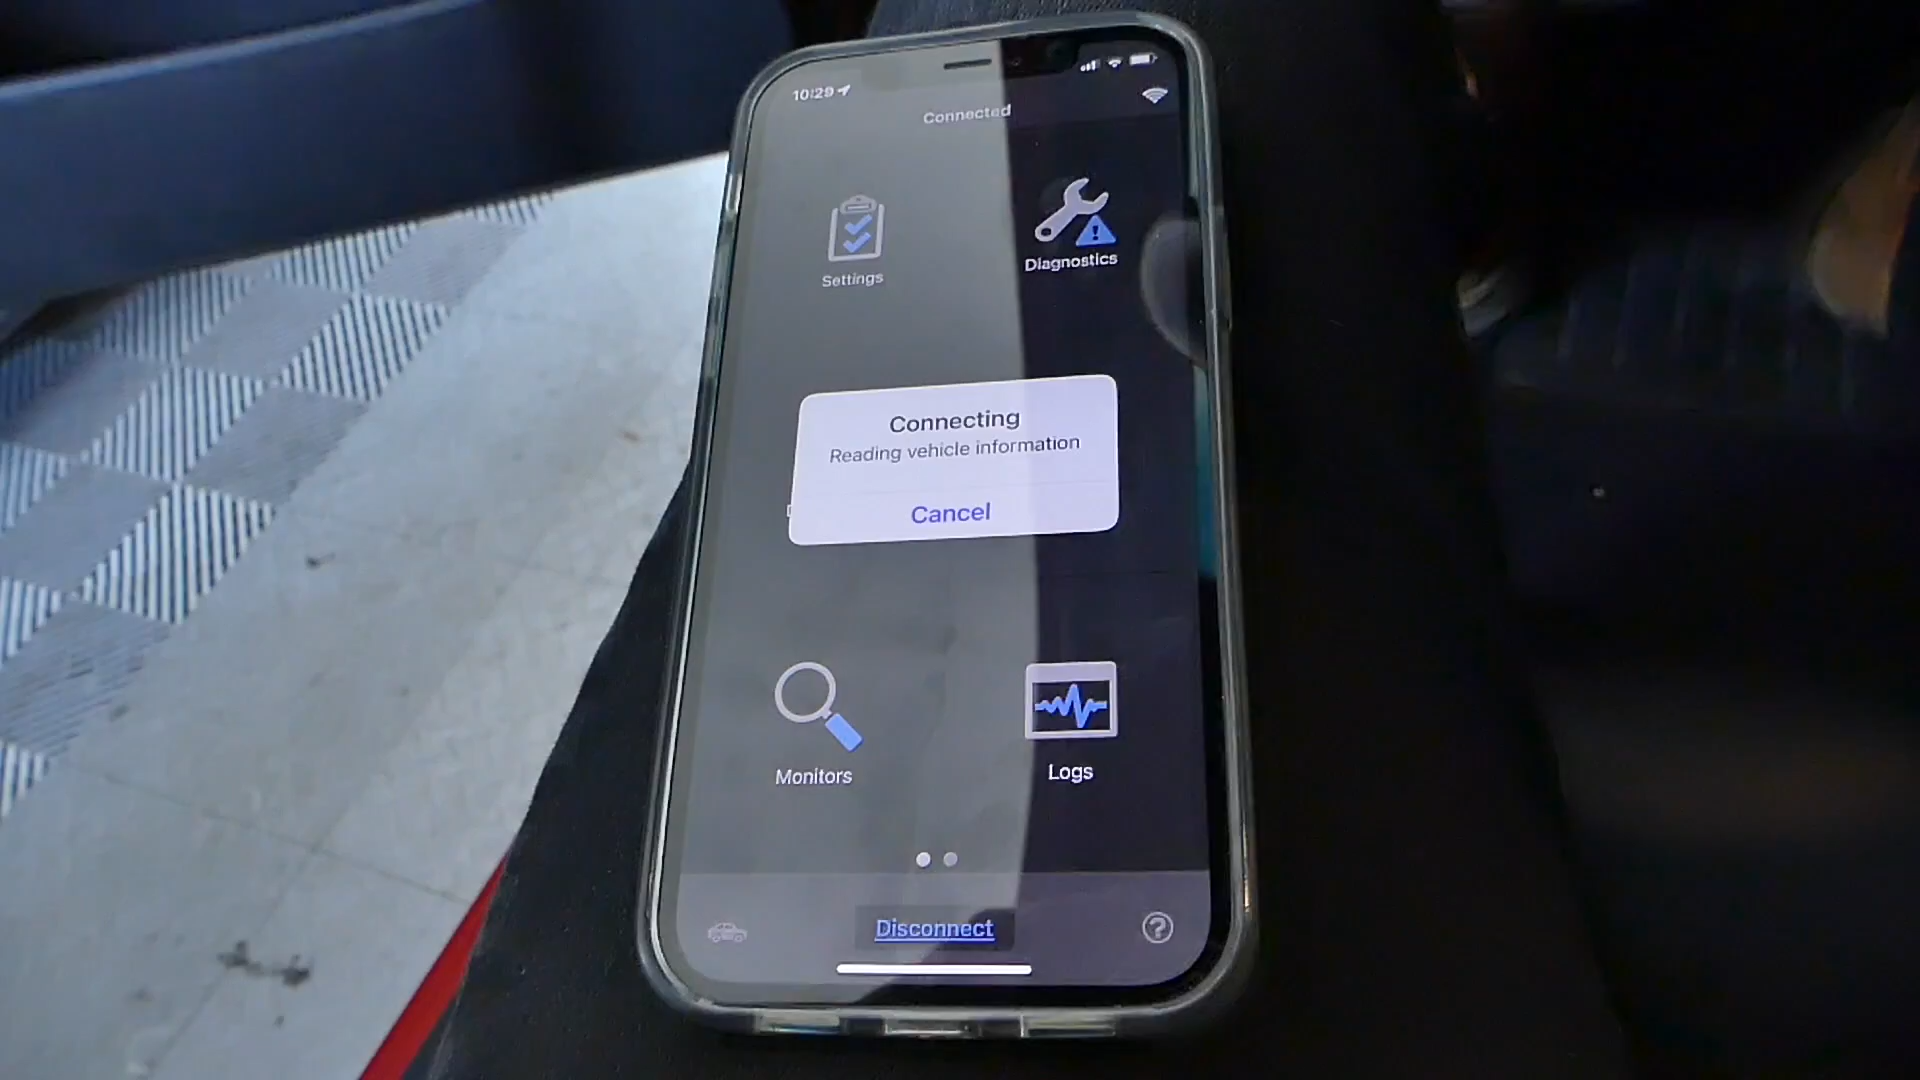 10:29
Connected
Settings
Diagnostics
Connecting
Reading vehicle information
Cancel
Monitors
Logs
Disconnect
?